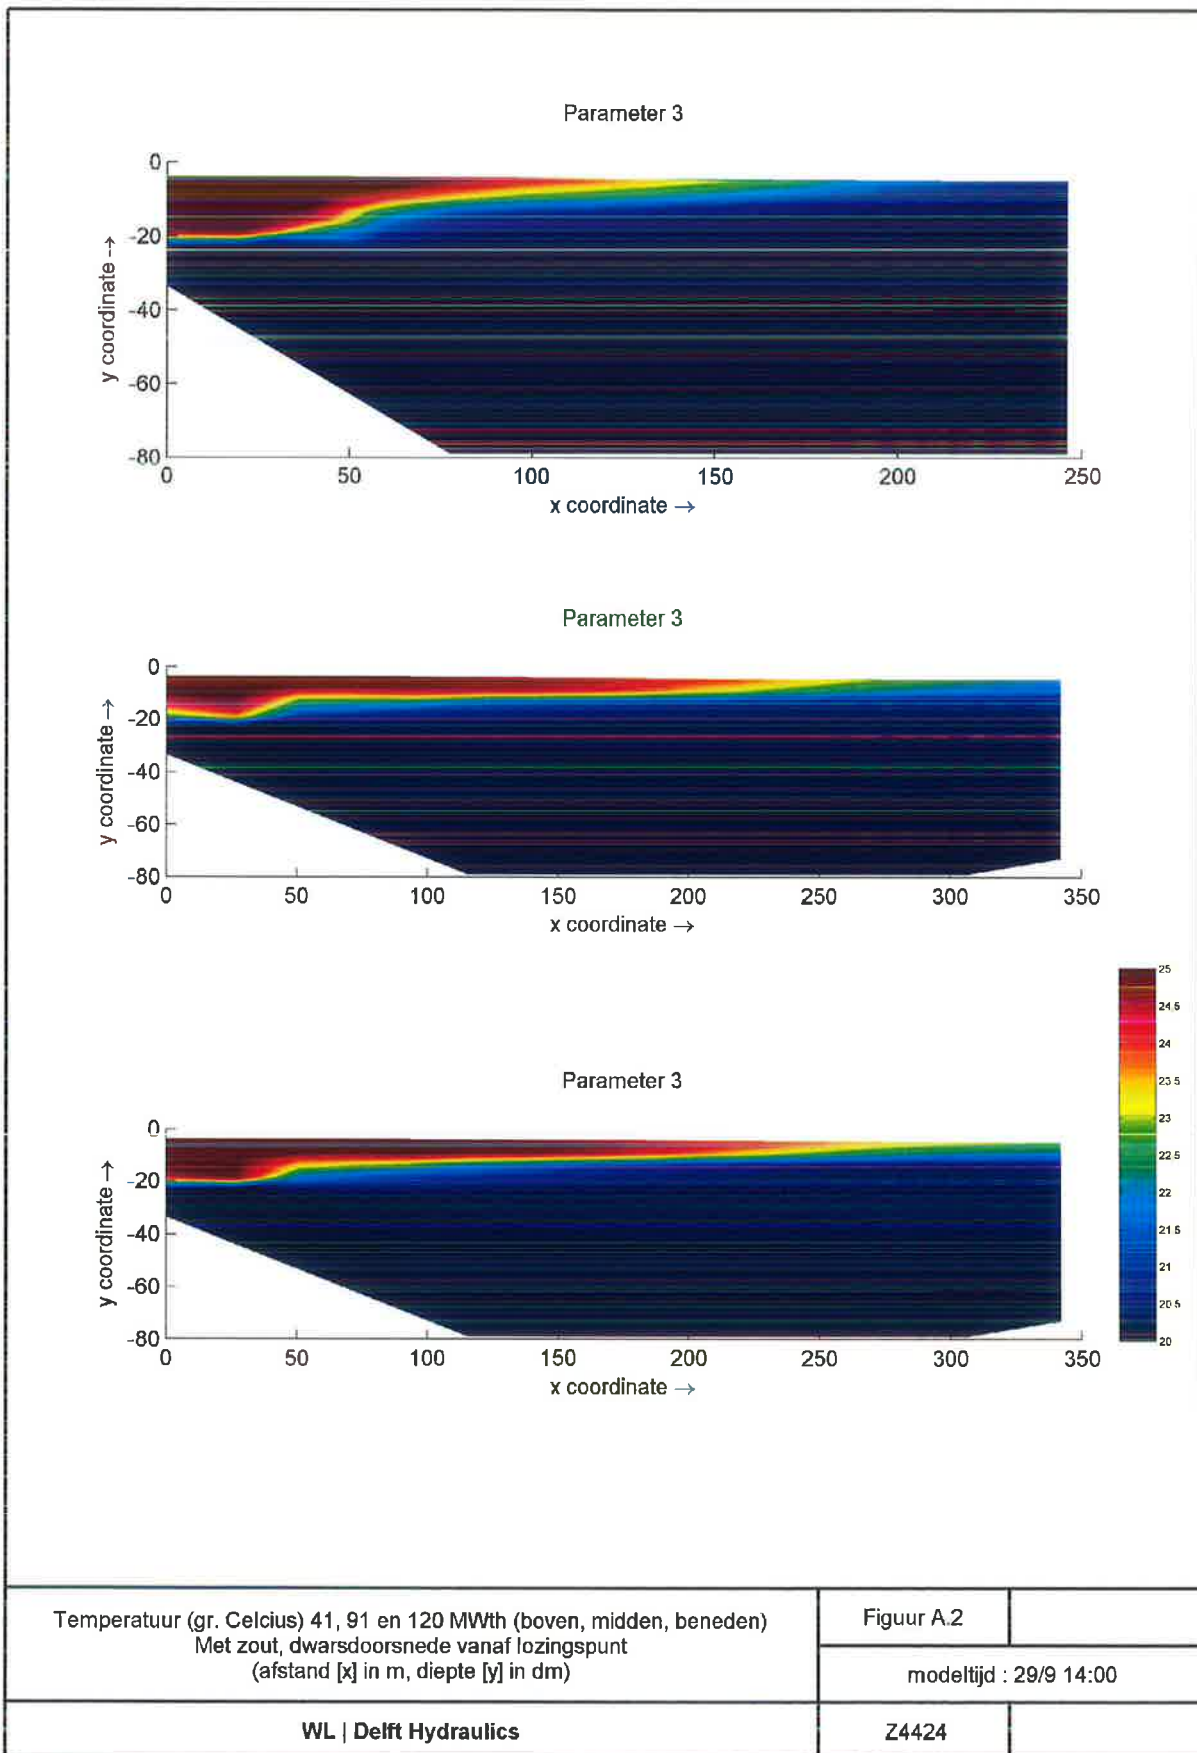 Parameter 3
0
-20
-40
-60
-80
y coordinate →
0 50 100 150 200 250
x coordinate →
Parameter 3
0
-20
-40
-60
-80
y coordinate →
0 50 100 150 200 250 300 350
x coordinate →
25
24.5
24
23.5
23
22.5
22
21.5
21
20.5
20
Parameter 3
0
-20
-40
-60
-80
y coordinate →
0 50 100 150 200 250 300 350
x coordinate →
Temperatuur (gr. Celcius) 41, 91 en 120 MWth (boven, midden, beneden)
Met zout, dwarsdoorsnede vanaf lozingspunt
(afstand [x] in m, diepte [y] in dm)
Figuur A.2
modeltijd : 29/9 14:00
WL | Delft Hydraulics
Z4424